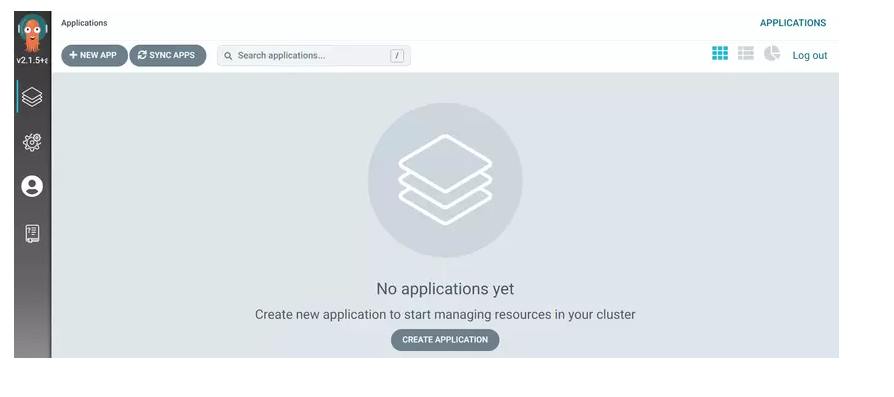 Applications
APPLICATIONS
+ NEW APP
SYNC APPS
Search applications...
/
Log out
v2.1.5+
No applications yet
Create new application to start managing resources in your cluster
CREATE APPLICATION